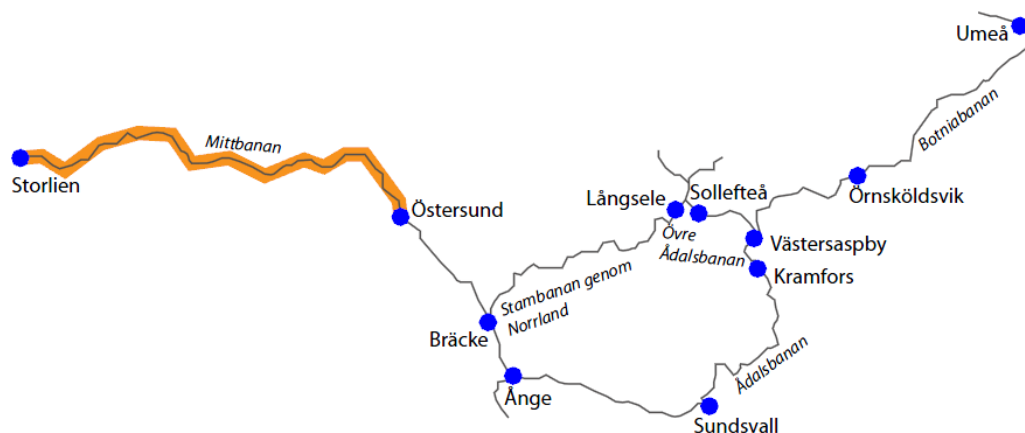 Umeå
Mittbanan
Botniabanan
Storlien
Östersund
Långsele
Sollefteå
Örnsköldsvik
Övre
Ådalsbanan
Västersaspby
Kramfors
Stambanan genom
Norrland
Bräcke
Ådalsbanan
Ånge
Sundsvall